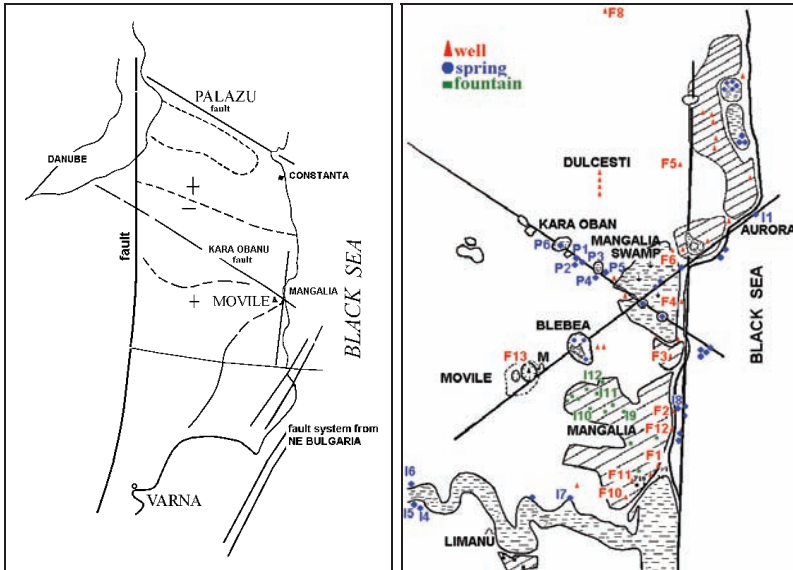 PALAZU
fault
DANUBE
CONSTANTA
+
–
fault
KARA OBANU
fault
MANGALIA
MOVILE
+
BLACK SEA
fault system from
NE BULGARIA
VARNA
F8
well
spring
fountain
DULCESTI
F5
KARA OBAN
I1
AURORA
P6
P1
MANGALIA
SWAMP
P2
P3
F6
P4
P5
F4
BLACK SEA
BLEBEA
F13
M
F3
MOVILE
I12
I11
I8
I10
I9
F2
MANGALIA
F12
F1
I6
F11
I7
F10
I5
I4
LIMANU